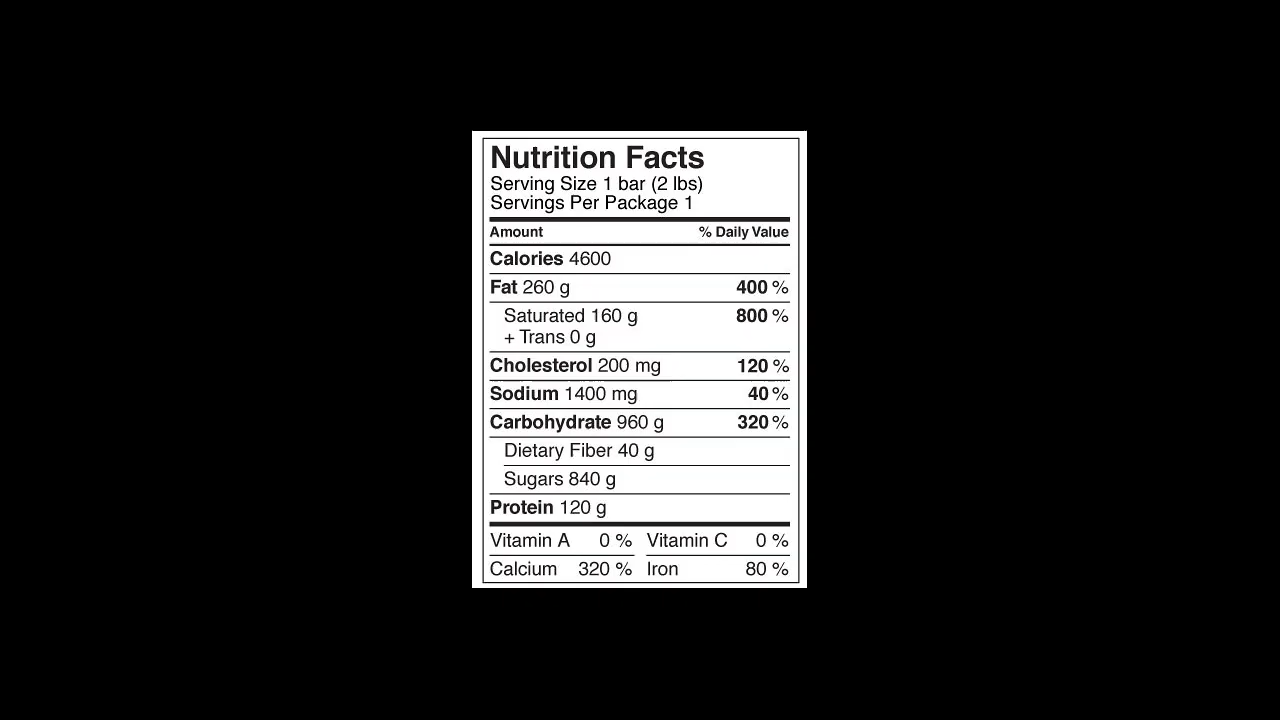 Nutrition Facts
Serving Size 1 bar (2 lbs)
Servings Per Package 1
Amount % Daily Value
Calories 4600
Fat 260 g 400 %
Saturated 160 g 800 %
+ Trans 0 g
Cholesterol 200 mg 120 %
Sodium 1400 mg 40 %
Carbohydrate 960 g 320 %
Dietary Fiber 40 g
Sugars 840 g
Protein 120 g
Vitamin A 0 % Vitamin C 0 %
Calcium 320 % Iron 80 %